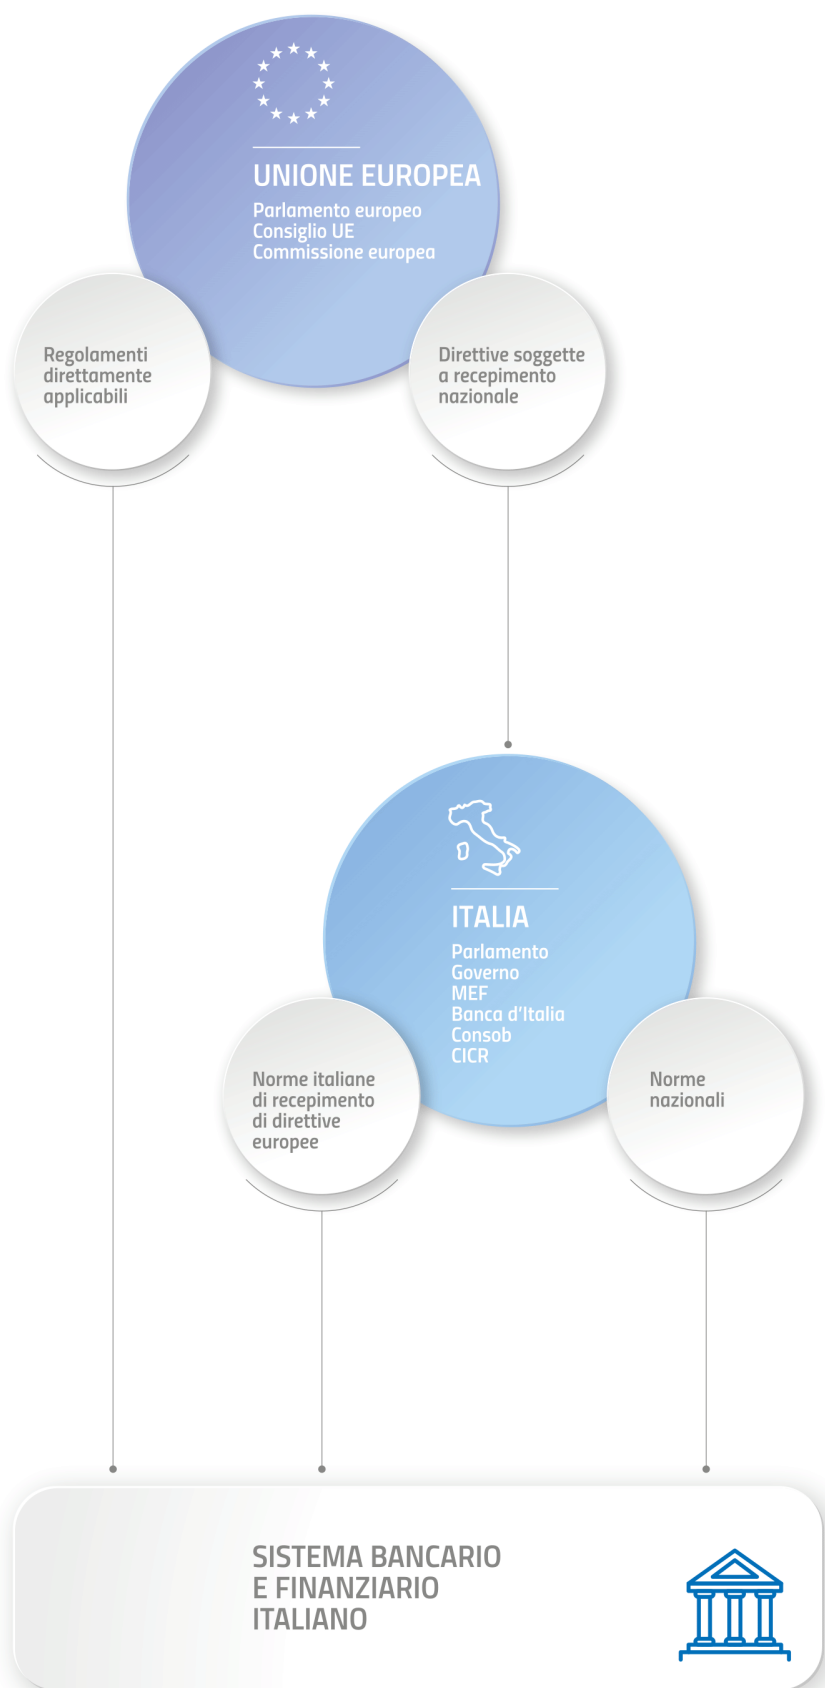 UNIONE EUROPEA
Parlamento europeo
Consiglio UE
Commissione europea
Regolamenti
direttamente
applicabili
Direttive soggette
a recepimento
nazionale
ITALIA
Parlamento
Governo
MEF
Banca d'Italia
Consob
CICR
Norme italiane
di recepimento
di direttive
europee
Norme
nazionali
SISTEMA BANCARIO
E FINANZIARIO
ITALIANO